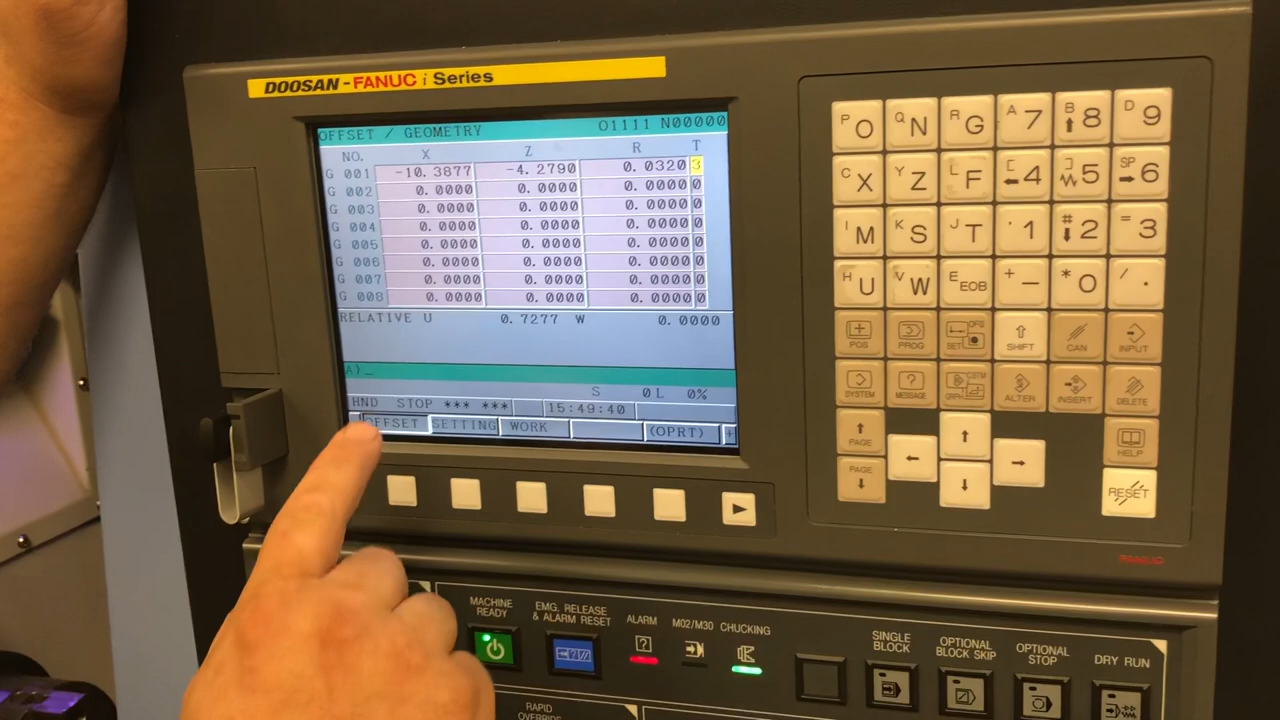 DOOSAN-FANUC i Series
OFFSET / GEOMETRY O1111 N00000
NO. X Z R T
G 001 -10.3877 -4.2790 0.0320 3
G 002 0.0000 0.0000 0.0000 0
G 003 0.0000 0.0000 0.0000 0
G 004 0.0000 0.0000 0.0000 0
G 005 0.0000 0.0000 0.0000 0
G 006 0.0000 0.0000 0.0000 0
G 007 0.0000 0.0000 0.0000 0
G 008 0.0000 0.0000 0.0000 0
RELATIVE U 0.7277 W 0.0000
A)_
S 0L 0%
HND STOP *** *** 15:49:40
OFFSET SETTING WORK (OPRT) +
P O Q N R G A 7 B 8 D 9
C X Y Z L F [ 4 ] 5 SP 6
I M K S J T , 1 # 2 = 3
H U V W E EOB + - * 0 / .
POS PROG OFS SET SHIFT CAN INPUT
SYSTEM MESSAGE CSTM GRPH ALTER INSERT DELETE
PAGE HELP
PAGE RESET
FANUC
MACHINE READY
EMG. RELEASE & ALARM RESET
ALARM
M02/M30
CHUCKING
SINGLE BLOCK
OPTIONAL BLOCK SKIP
OPTIONAL STOP
DRY RUN
RAPID
OVERRIDE